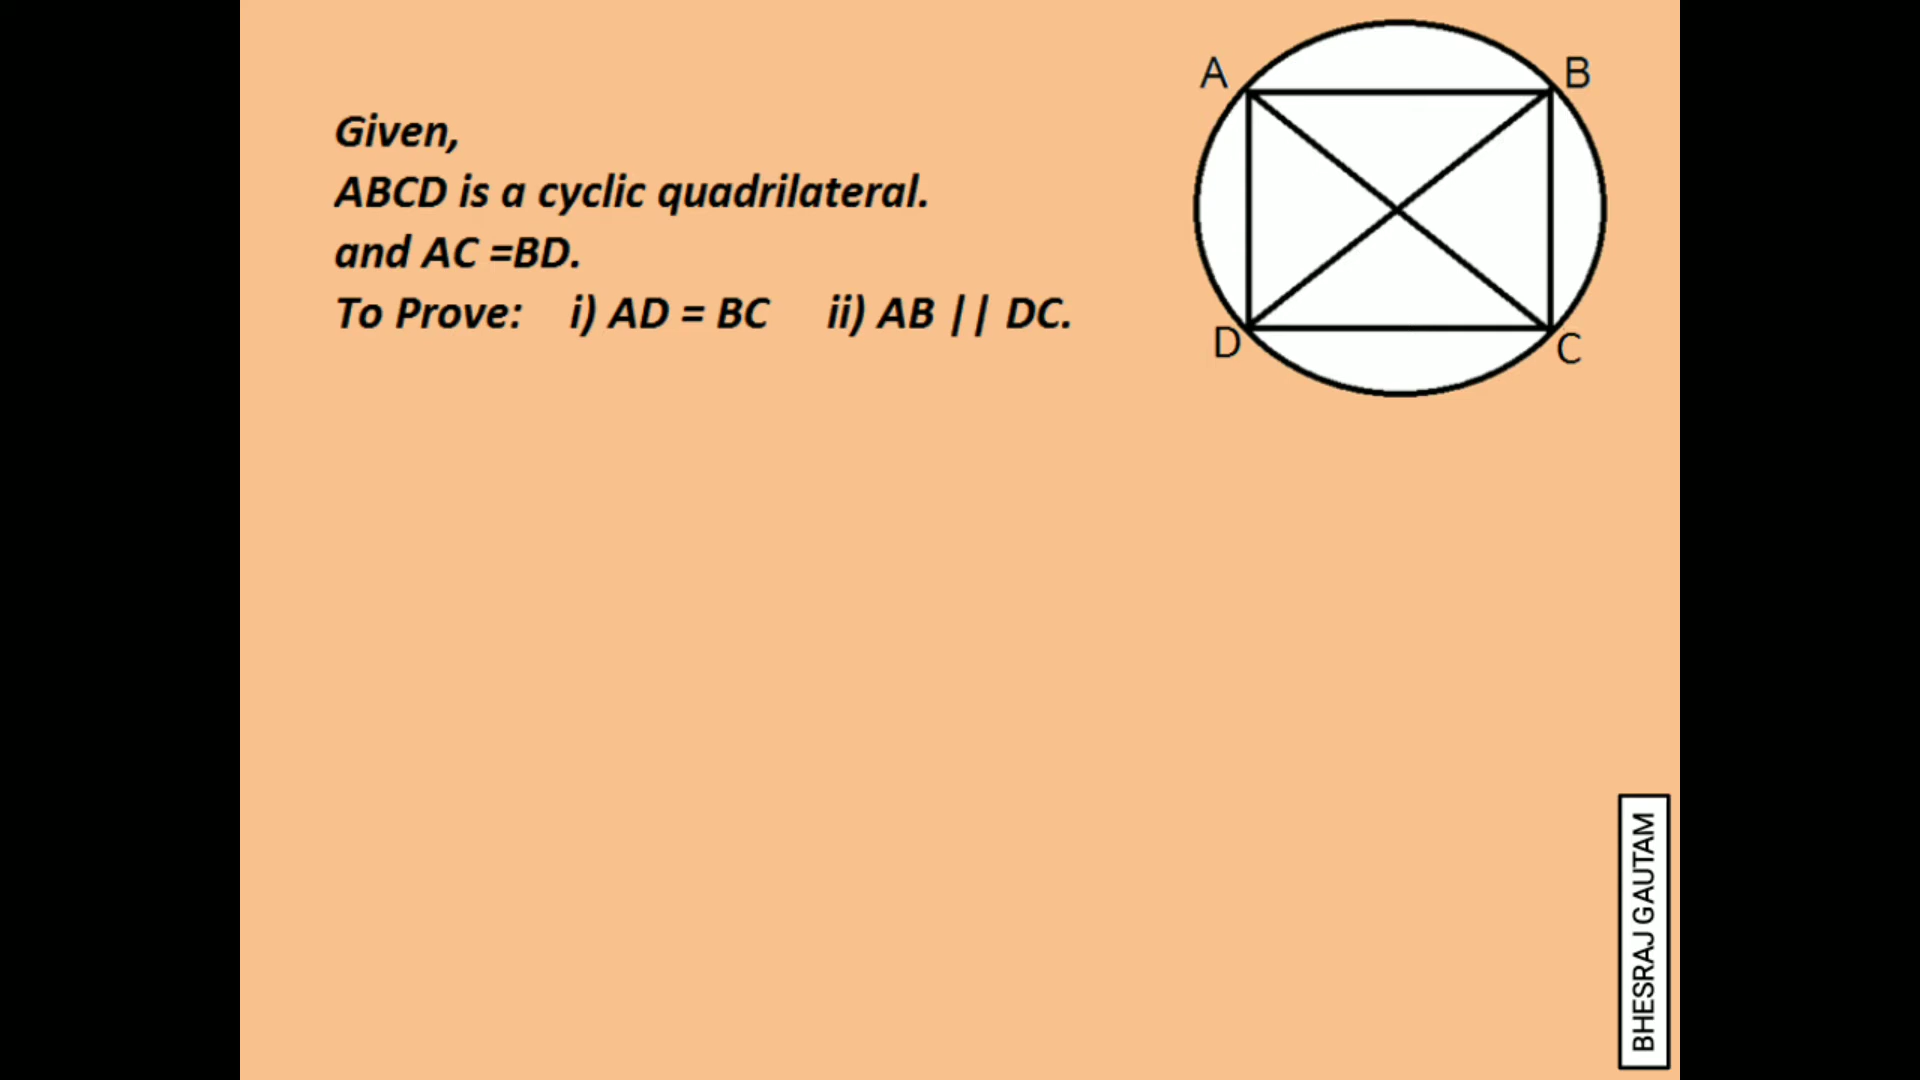 Given,
ABCD is a cyclic quadrilateral.
and AC =BD.
To Prove: i) AD = BC ii) AB || DC.
A
B
D
C
BHESRAJ GAUTAM